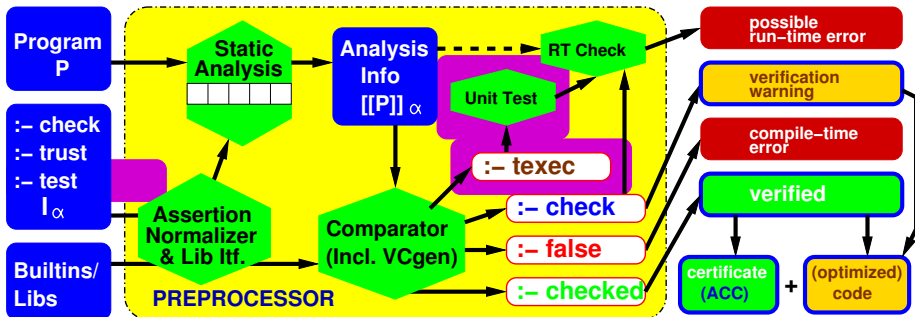 Program
P
:− check
:− trust
:− test
I α
Builtins/
Libs
Static
Analysis
Assertion
Normalizer
& Lib Itf.
PREPROCESSOR
Analysis
Info
[[P]] α
Comparator
(Incl. VCgen)
RT Check
Unit Test
:− texec
:− check
:− false
:− checked
possible
run−time error
verification
warning
compile−time
error
verified
certificate
(ACC)
+
(optimized)
code